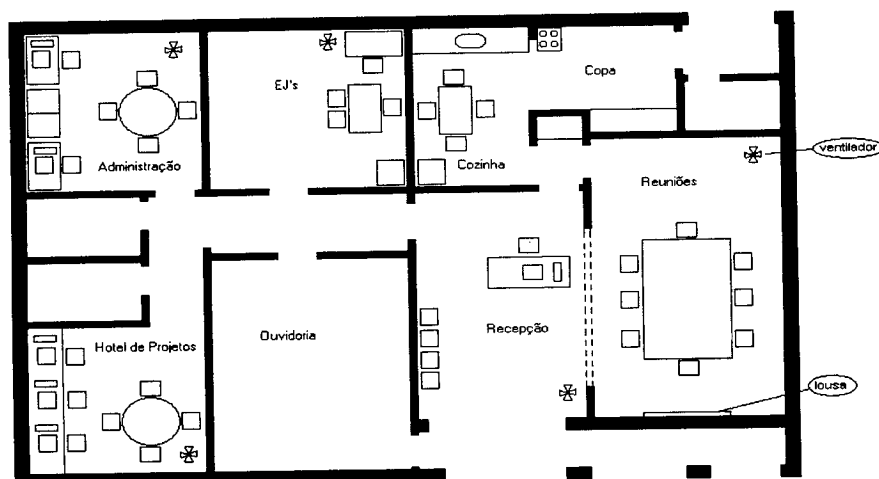 EJ's
Copa
Administração
Cozinha
ventilador
Reuniões
Hotel de Projetos
Ouvidoria
Recepção
lousa